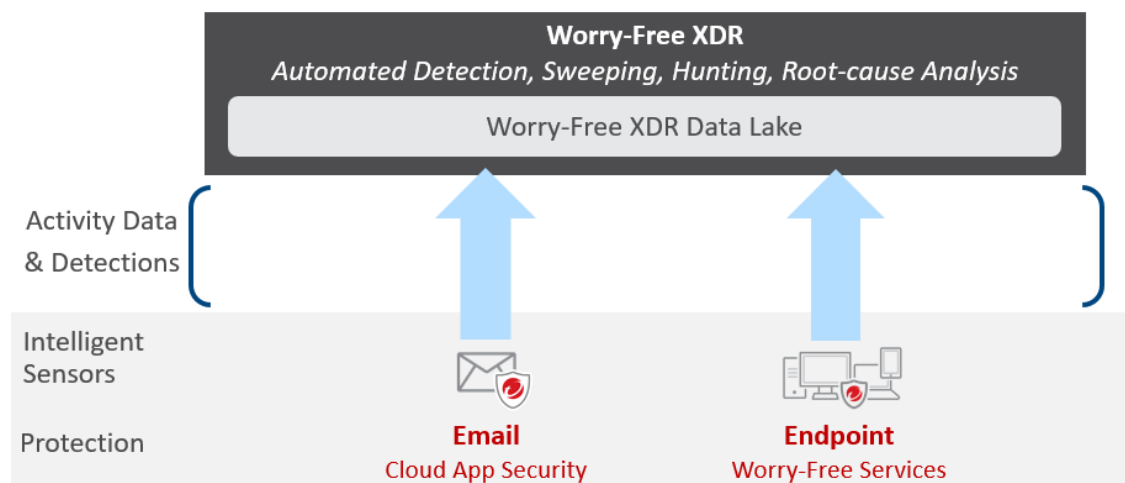 Worry-Free XDR
Automated Detection, Sweeping, Hunting, Root-cause Analysis
Worry-Free XDR Data Lake
Activity Data
& Detections
Intelligent
Sensors
Protection
Email
Cloud App Security
Endpoint
Worry-Free Services